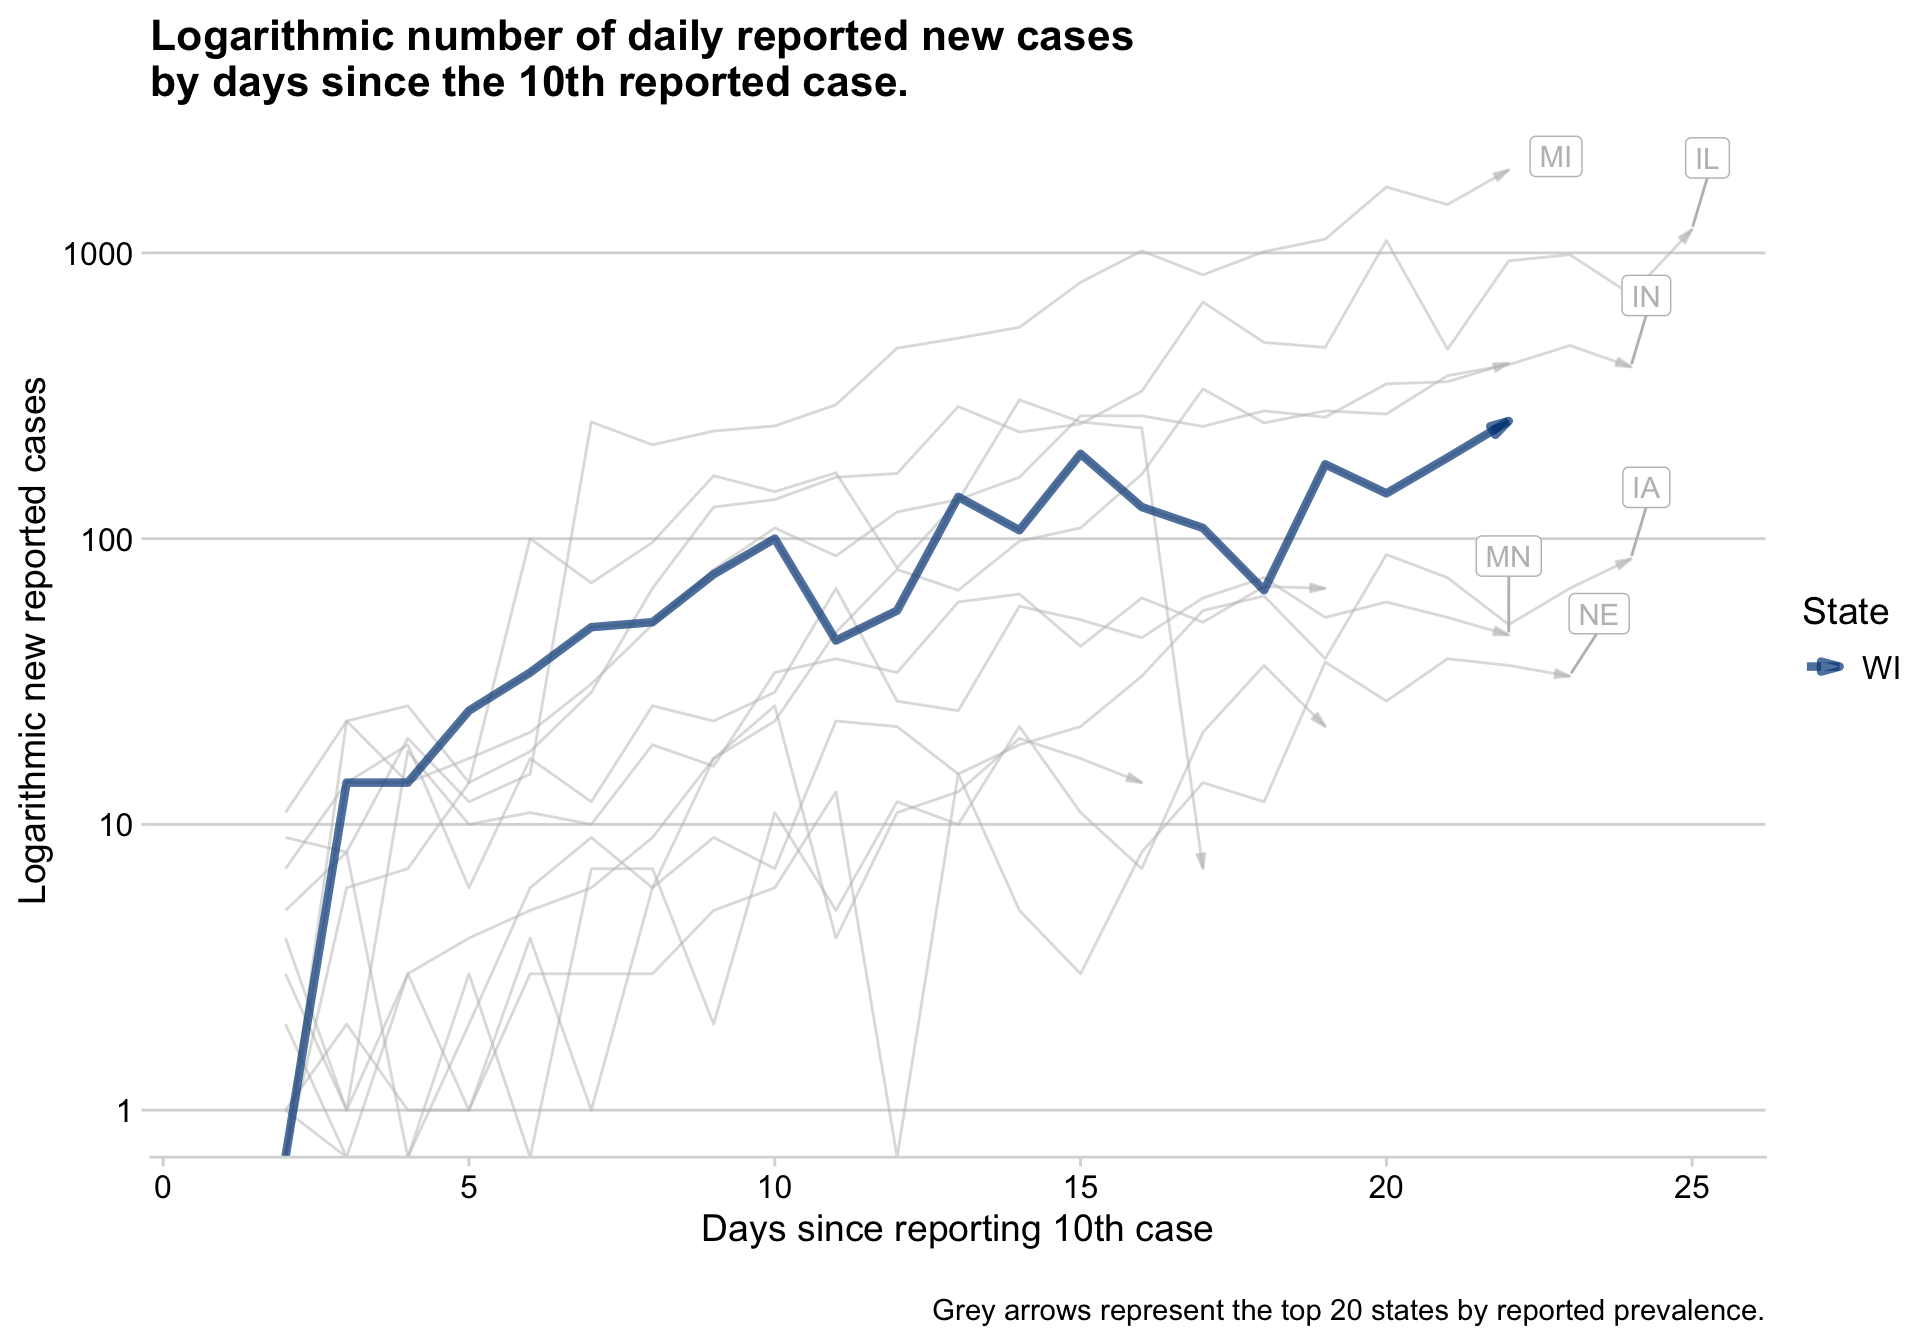 Logarithmic number of daily reported new cases
by days since the 10th reported case.
MI
IL
1000
IN
IA
100
MN
NE
10
1
Logarithmic new reported cases
State
WI
0 5 10 15 20 25
Days since reporting 10th case
Grey arrows represent the top 20 states by reported prevalence.